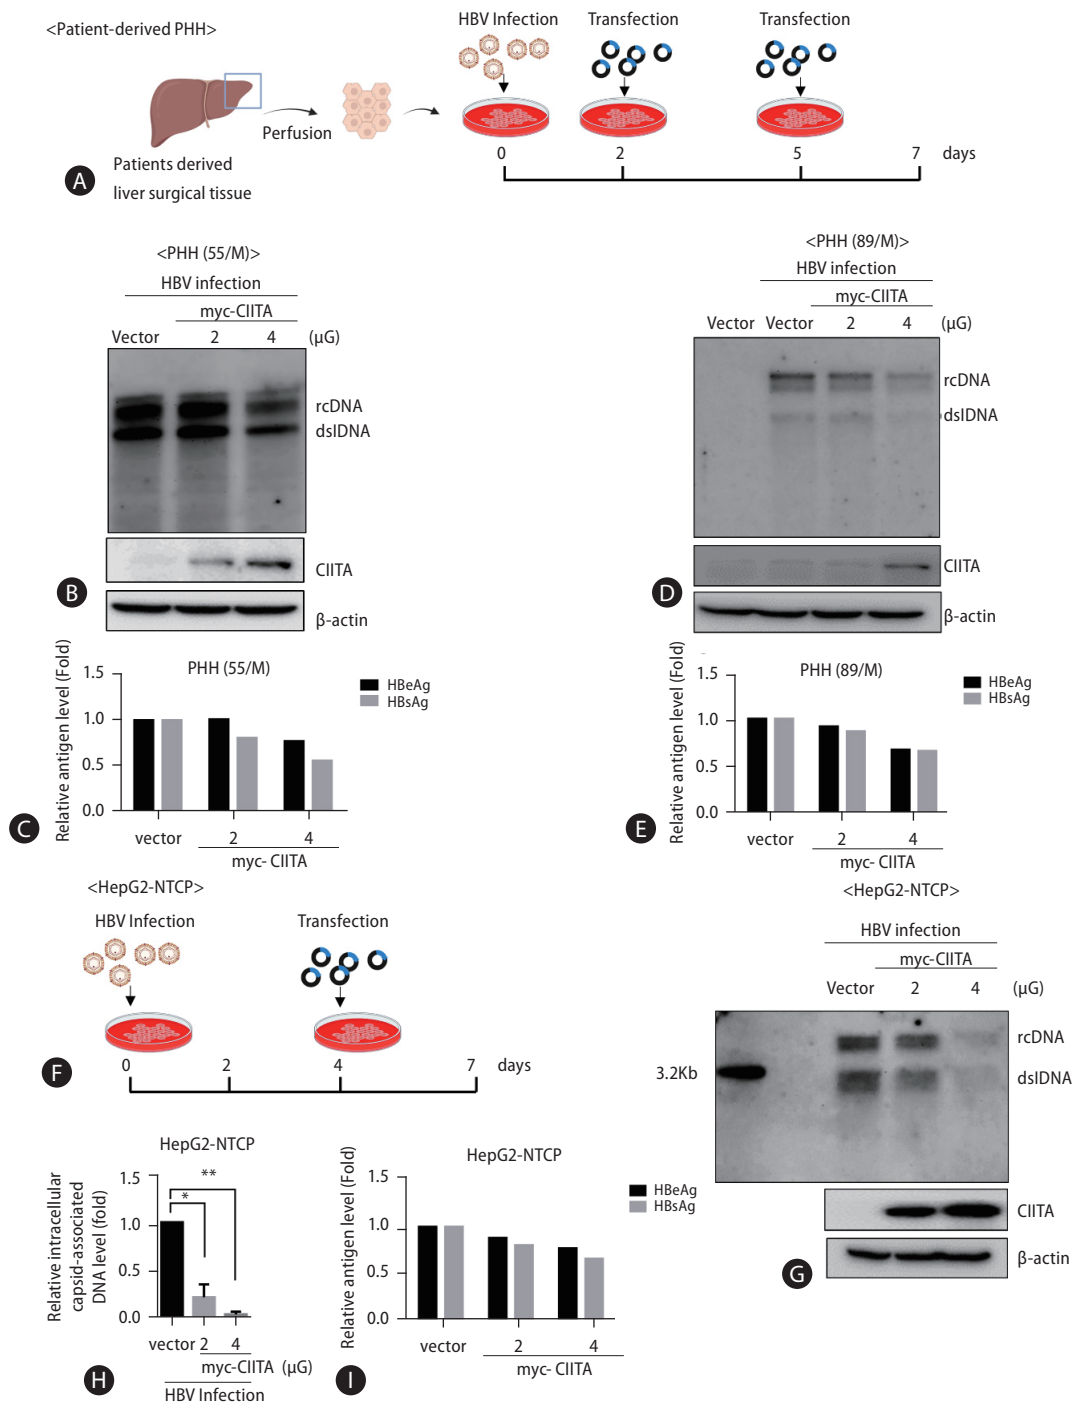 <Patient-derived PHH>
HBV Infection
Transfection
Transfection
Perfusion
Patients derived
liver surgical tissue
0 2 5 7 days
A
<PHH (55/M)>
HBV infection
myc-CIITA
Vector 2 4 (µG)
rcDNA
dsIDNA
CIITA
β-actin
B
<PHH (89/M)>
HBV infection
myc-CIITA
Vector Vector 2 4 (µG)
rcDNA
dsIDNA
CIITA
β-actin
D
PHH (55/M)
Relative antigen level (Fold)
1.5
1.0
0.5
0.0
HBeAg
HBsAg
vector 2 4
myc- CIITA
C
PHH (89/M)
Relative antigen level (Fold)
1.5
1.0
0.5
0.0
HBeAg
HBsAg
vector 2 4
myc- CIITA
E
<HepG2-NTCP>
HBV Infection
Transfection
0 2 4 7 days
F
<HepG2-NTCP>
HBV infection
myc-CIITA
Vector 2 4 (µG)
3.2Kb
rcDNA
dsIDNA
CIITA
β-actin
G
HepG2-NTCP
Relative intracellular
capsid-associated
DNA level (fold)
1.5
1.0
0.5
0.0
*
**
vector 2 4
myc-CIITA (µG)
HBV Infection
H
HepG2-NTCP
Relative antigen level (Fold)
1.5
1.0
0.5
0.0
HBeAg
HBsAg
vector 2 4
myc- CIITA
I